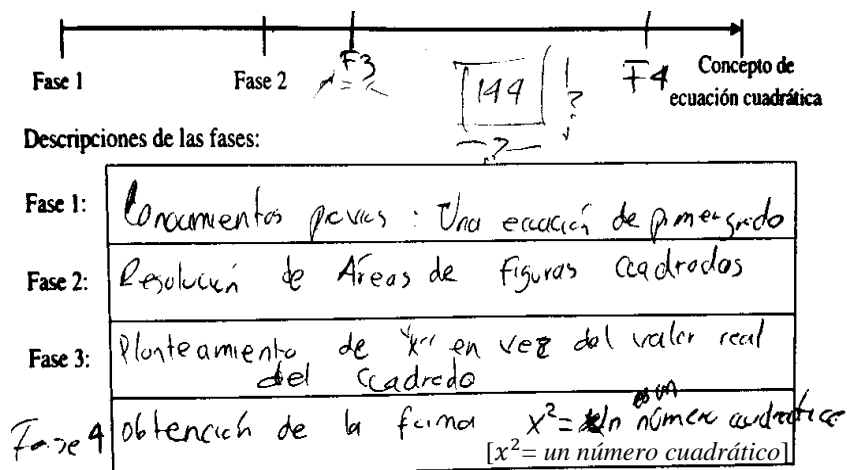 Fase 1
Fase 2
F3
144
?
?
F4
Concepto de
ecuación cuadrática
Descripciones de las fases:
Fase 1:
Conocimientos previos : Una ecuación de primer grado
Fase 2:
Resolución de Áreas de Figuras Cuadrados
Fase 3:
Planteamiento de "x" en vez del valor real
del Cuadrado
Fase 4
obtención de la forma x² = un número cuadrático
[x²= un número cuadrático]